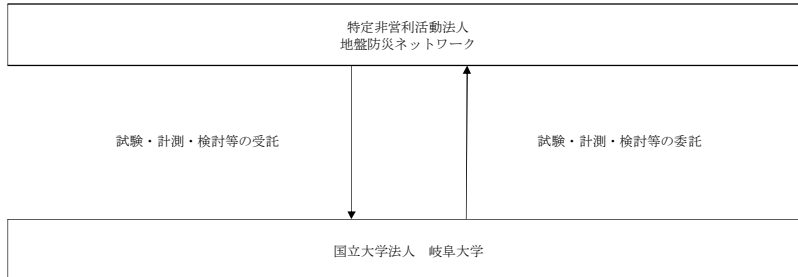 特定非営利活動法人
地盤防災ネットワーク
試験・計測・検討等の受託
試験・計測・検討等の委託
国立大学法人　岐阜大学